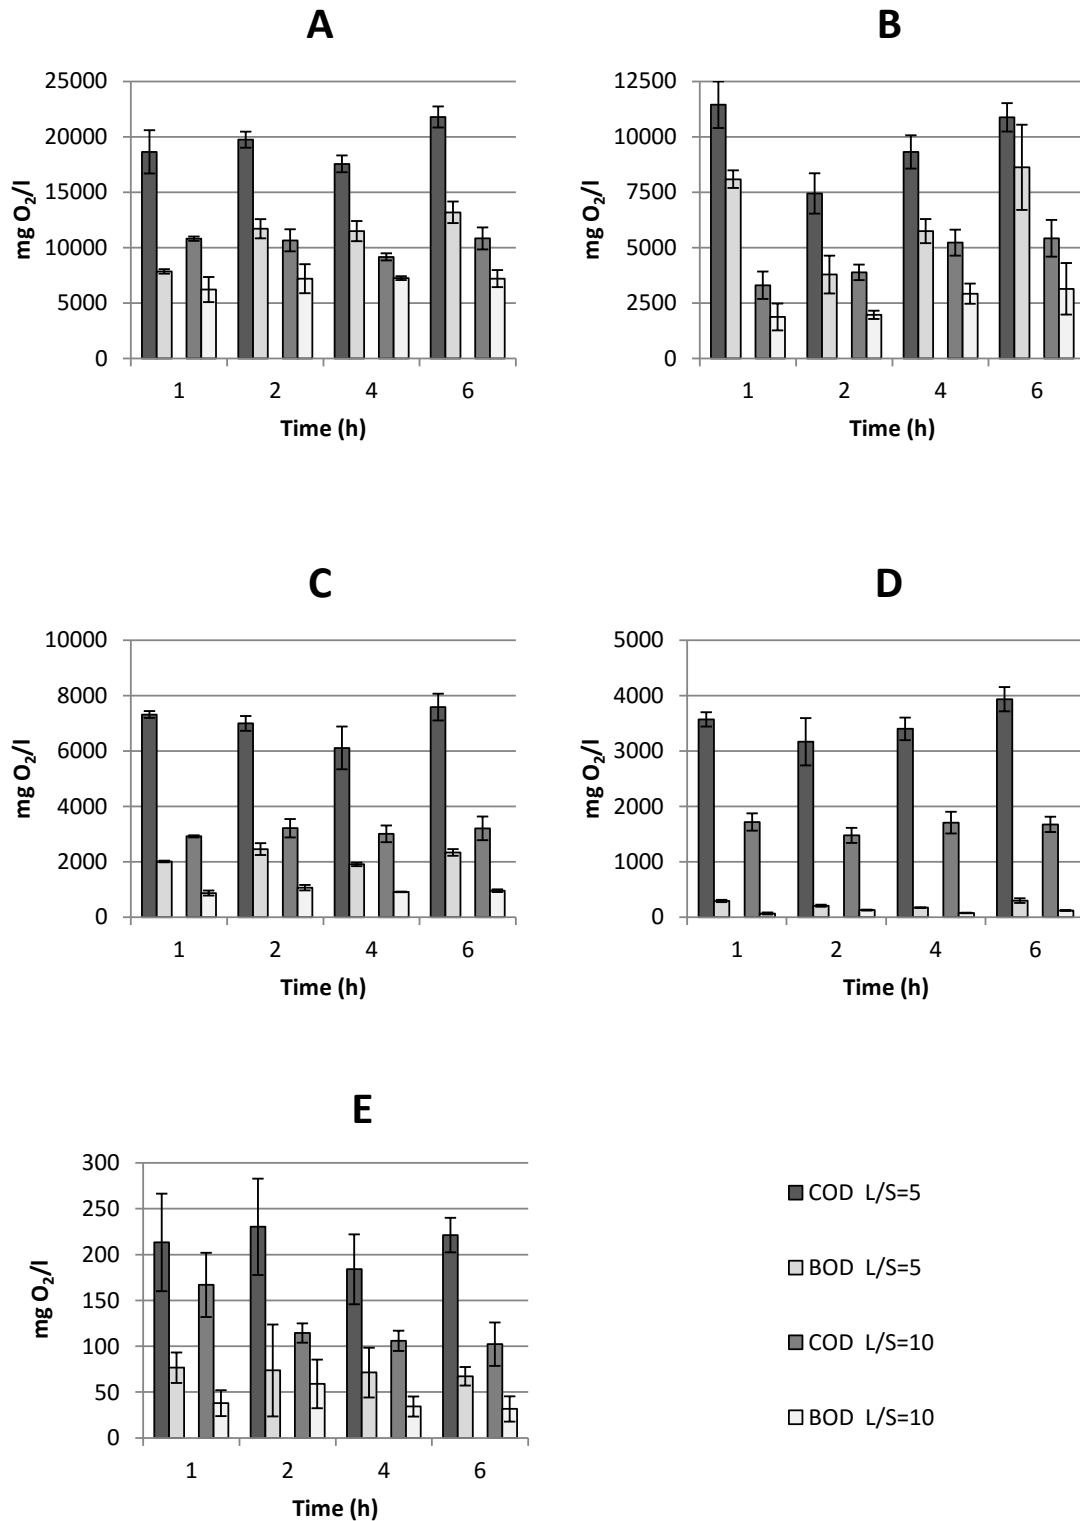 A
25000
20000
15000
10000
5000
0
mg O₂/l
1 2 4 6
Time (h)
B
12500
10000
7500
5000
2500
0
mg O₂/l
1 2 4 6
Time (h)
C
10000
8000
6000
4000
2000
0
mg O₂/l
1 2 4 6
Time (h)
D
5000
4000
3000
2000
1000
0
mg O₂/l
1 2 4 6
Time (h)
E
300
250
200
150
100
50
0
mg O₂/l
1 2 4 6
Time (h)
COD L/S=5
BOD L/S=5
COD L/S=10
BOD L/S=10